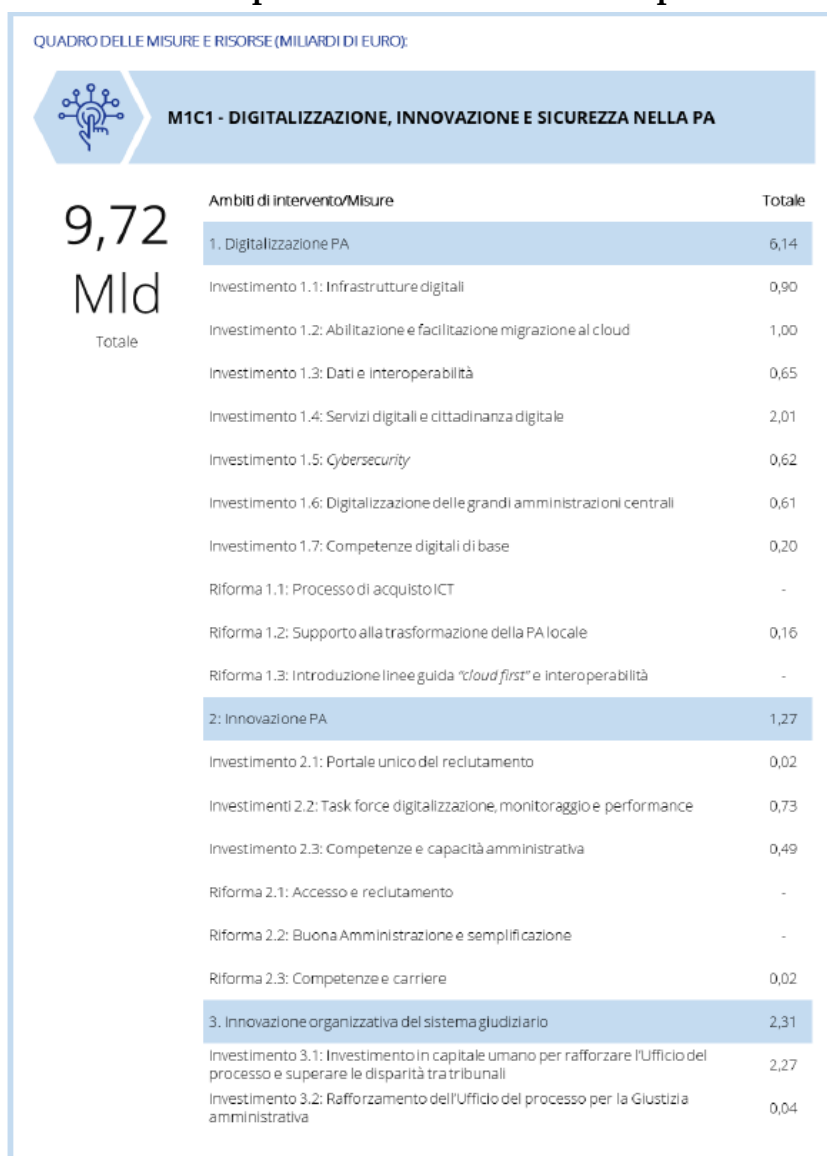 QUADRO DELLE MISURE E RISORSE (MILIARDI DI EURO):
M1C1 - DIGITALIZZAZIONE, INNOVAZIONE E SICUREZZA NELLA PA
9,72
Mld
Totale
Ambiti di intervento/Misure Totale
1. Digitalizzazione PA 6,14
Investimento 1.1: Infrastrutture digitali 0,90
Investimento 1.2: Abilitazione e facilitazione migrazione al cloud 1,00
Investimento 1.3: Dati e interoperabilità 0,65
Investimento 1.4: Servizi digitali e cittadinanza digitale 2,01
Investimento 1.5: Cybersecurity 0,62
Investimento 1.6: Digitalizzazione delle grandi amministrazioni centrali 0,61
Investimento 1.7: Competenze digitali di base 0,20
Riforma 1.1: Processo di acquisto ICT -
Riforma 1.2: Supporto alla trasformazione della PA locale 0,16
Riforma 1.3: Introduzione linee guida "cloud first" e interoperabilità -
2: Innovazione PA 1,27
Investimento 2.1: Portale unico del reclutamento 0,02
Investimenti 2.2: Task force digitalizzazione, monitoraggio e performance 0,73
Investimento 2.3: Competenze e capacità amministrativa 0,49
Riforma 2.1: Accesso e reclutamento -
Riforma 2.2: Buona Amministrazione e semplificazione -
Riforma 2.3: Competenze e carriere 0,02
3. Innovazione organizzativa del sistema giudiziario 2,31
Investimento 3.1: Investimento in capitale umano per rafforzare l'Ufficio del
processo e superare le disparità tra tribunali 2,27
Investimento 3.2: Rafforzamento dell'Ufficio del processo per la Giustizia
amministrativa 0,04